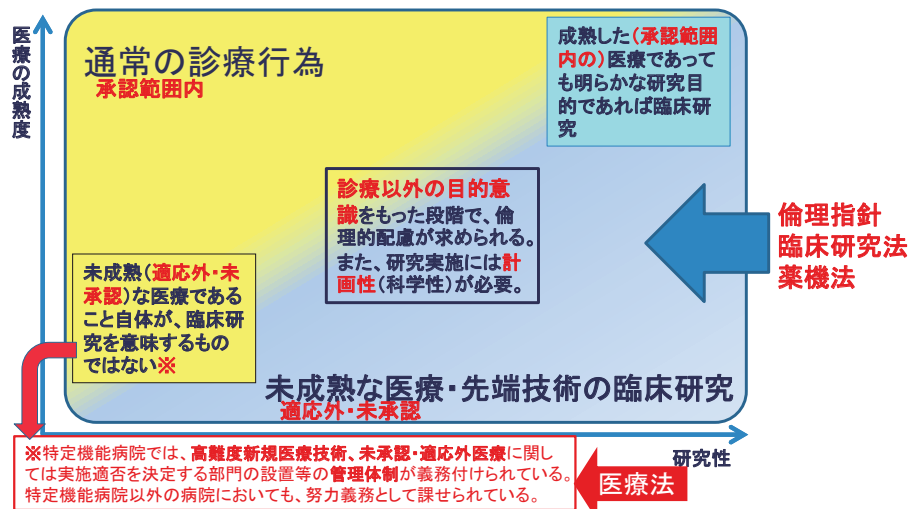 医療の成熟度
通常の診療行為
承認範囲内
成熟した(承認範囲
内の)医療であって
も明らかな研究目
的であれば臨床研
究
診療以外の目的意
識をもった段階で、倫
理的配慮が求められる。
また、研究実施には計
画性(科学性)が必要。
倫理指針
臨床研究法
薬機法
未成熟(適応外・未
承認)な医療である
こと自体が、臨床研
究を意味するもの
ではない※
未成熟な医療・先端技術の臨床研究
適応外・未承認
研究性
※特定機能病院では、高難度新規医療技術、未承認・適応外医療に関し
ては実施適否を決定する部門の設置等の管理体制が義務付けられている。
特定機能病院以外の病院においても、努力義務として課せられている。
医療法